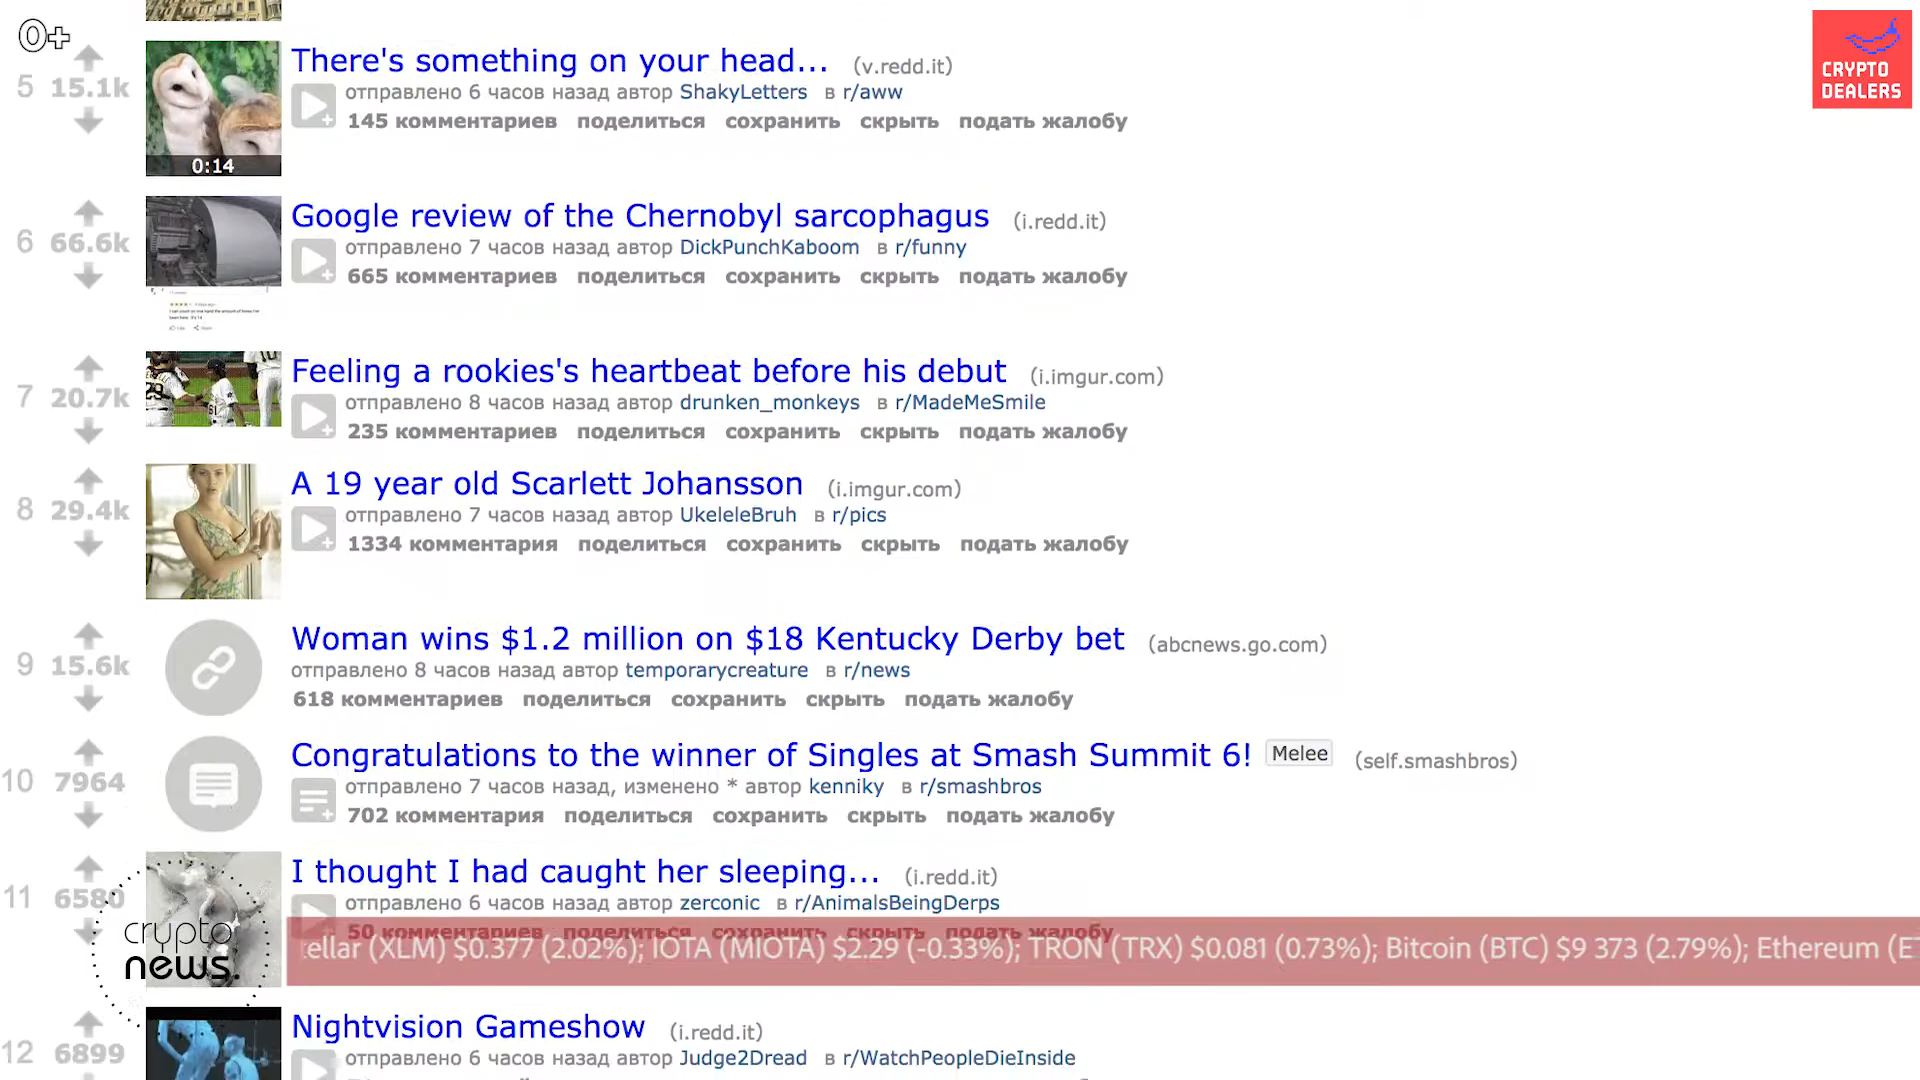 0+
CRYPTO
DEALERS
5 15.1k
There's something on your head... (v.redd.it)
отправлено 6 часов назад автор ShakyLetters в r/aww
145 комментариев поделиться сохранить скрыть подать жалобу
0:14
6 66.6k
Google review of the Chernobyl sarcophagus (i.redd.it)
отправлено 7 часов назад автор DickPunchKaboom в r/funny
665 комментариев поделиться сохранить скрыть подать жалобу
7 20.7k
Feeling a rookies's heartbeat before his debut (i.imgur.com)
отправлено 8 часов назад автор drunken_monkeys в r/MadeMeSmile
235 комментариев поделиться сохранить скрыть подать жалобу
8 29.4k
A 19 year old Scarlett Johansson (i.imgur.com)
отправлено 7 часов назад автор UkeleleBruh в r/pics
1334 комментария поделиться сохранить скрыть подать жалобу
9 15.6k
Woman wins $1.2 million on $18 Kentucky Derby bet (abcnews.go.com)
отправлено 8 часов назад автор temporarycreature в r/news
618 комментариев поделиться сохранить скрыть подать жалобу
10 7964
Congratulations to the winner of Singles at Smash Summit 6! Melee (self.smashbros)
отправлено 7 часов назад, изменено * автор kenniky в r/smashbros
702 комментария поделиться сохранить скрыть подать жалобу
11 6580
I thought I had caught her sleeping... (i.redd.it)
отправлено 6 часов назад автор zerconic в r/AnimalsBeingDerps
50 комментариев поделиться сохранить скрыть подать жалобу
crypto
news.
ellar (XLM) $0.377 (2.02%); IOTA (MIOTA) $2.29 (-0.33%); TRON (TRX) $0.081 (0.73%); Bitcoin (BTC) $9 373 (2.79%); Ethereum (E
12 6899
Nightvision Gameshow (i.redd.it)
отправлено 6 часов назад автор Judge2Dread в r/WatchPeopleDieInside